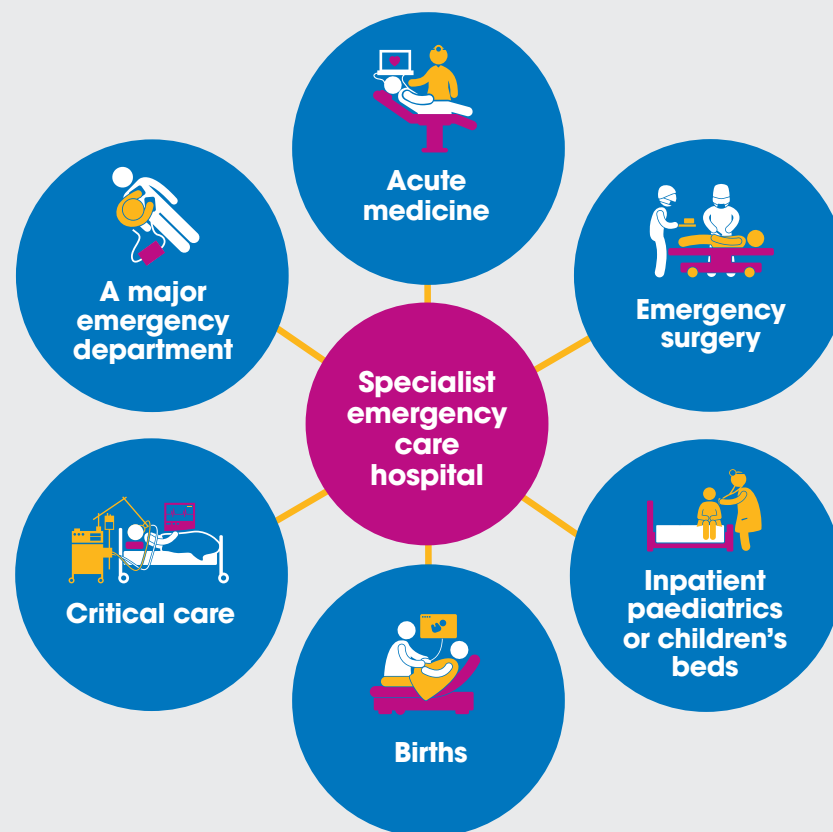 Acute
medicine
A major
emergency
department
Emergency
surgery
Specialist
emergency
care
hospital
Critical care
Inpatient
paediatrics
or children’s
beds
Births